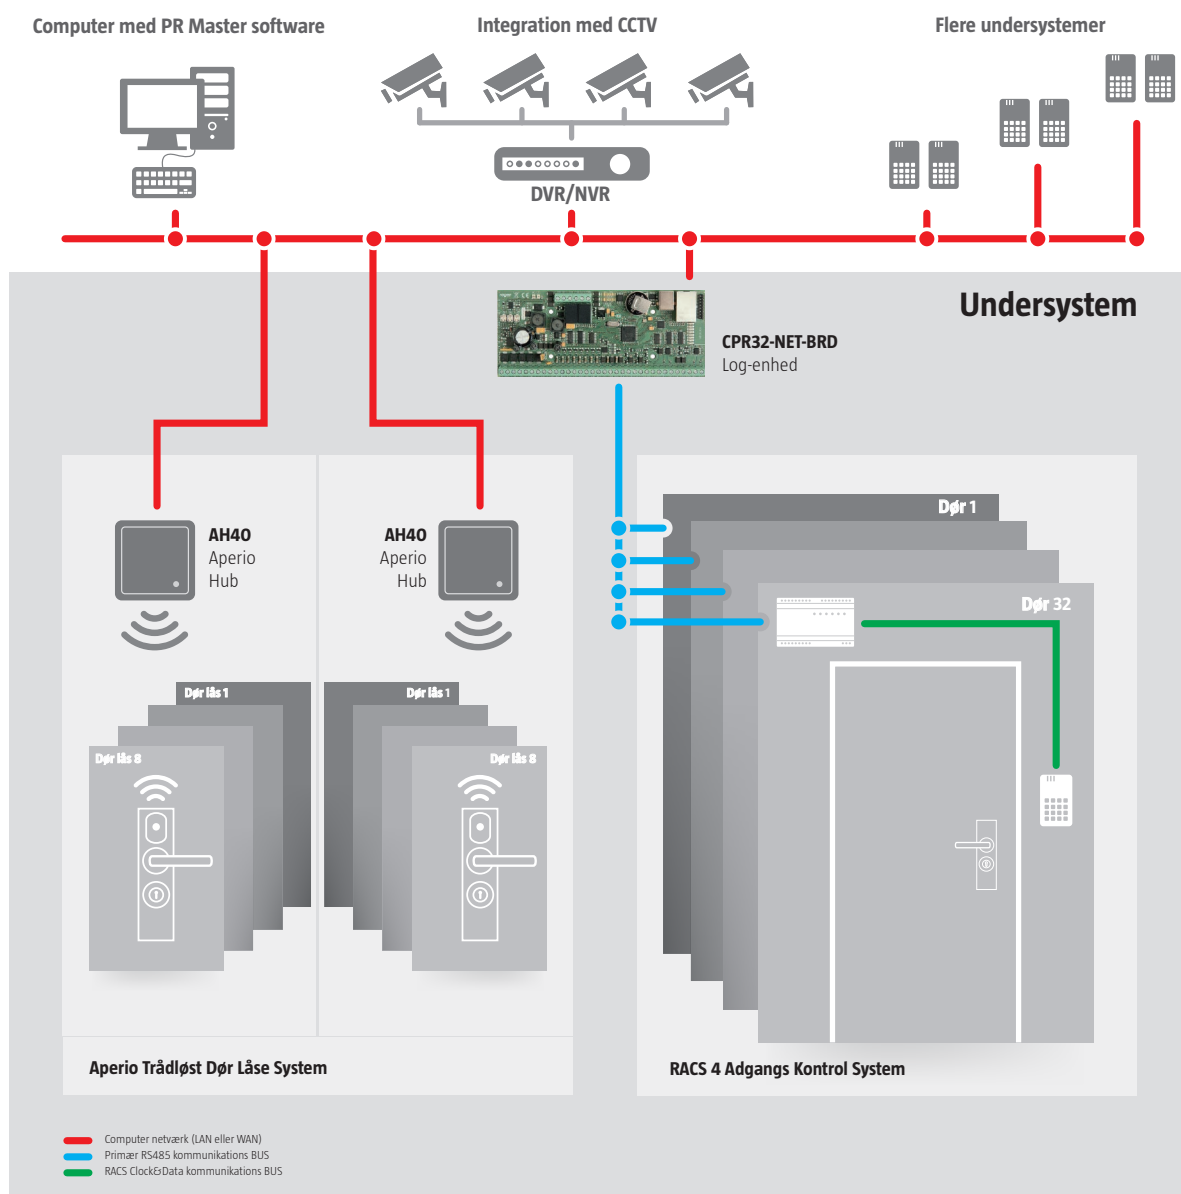 Computer med PR Master software
Integration med CCTV
Flere undersystemer
DVR/NVR
Undersystem
CPR32-NET-BRD
Log-enhed
AH40
Aperio
Hub
AH40
Aperio
Hub
Dør 1
Dør 32
Dør lås 1
Dør lås 8
Dør lås 1
Dør lås 8
Aperio Trådløst Dør Låse System
RACS 4 Adgangs Kontrol System
Computer netværk (LAN eller WAN)
Primær RS485 kommunikations BUS
RACS Clock&Data kommunikations BUS